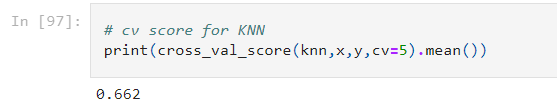 In [97]:
# cv score for KNN
print(cross_val_score(knn,x,y,cv=5).mean())
0.662